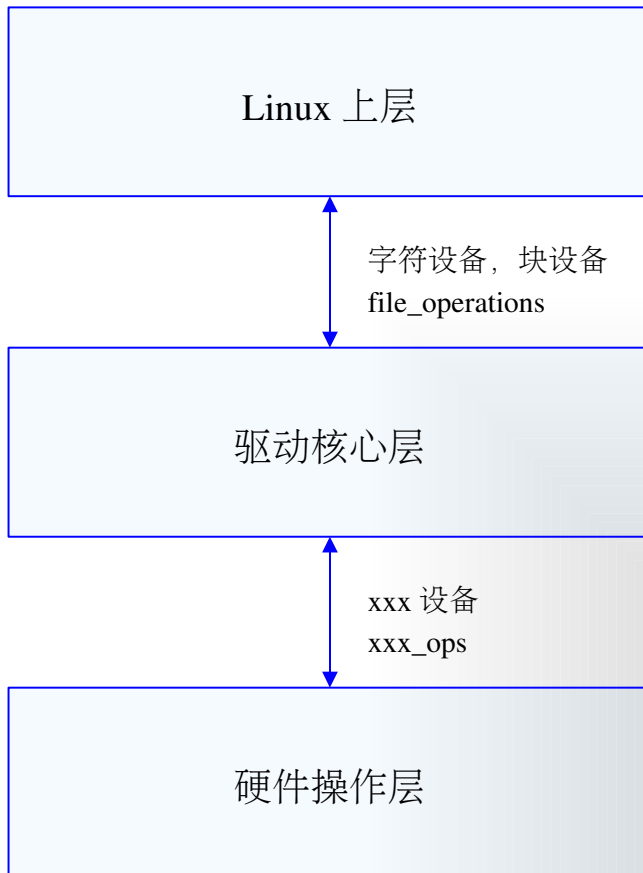 Linux 上层
字符设备，块设备
file_operations
驱动核心层
xxx 设备
xxx_ops
硬件操作层